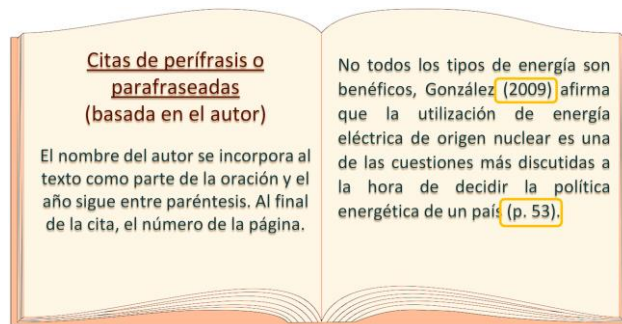 Citas de perífrasis o
parafraseadas
(basada en el autor)
El nombre del autor se incorpora al
texto como parte de la oración y el
año sigue entre paréntesis. Al final
de la cita, el número de la página.
No todos los tipos de energía son
benéficos, González (2009) afirma
que la utilización de energía
eléctrica de origen nuclear es una
de las cuestiones más discutidas a
la hora de decidir la política
energética de un país (p. 53).